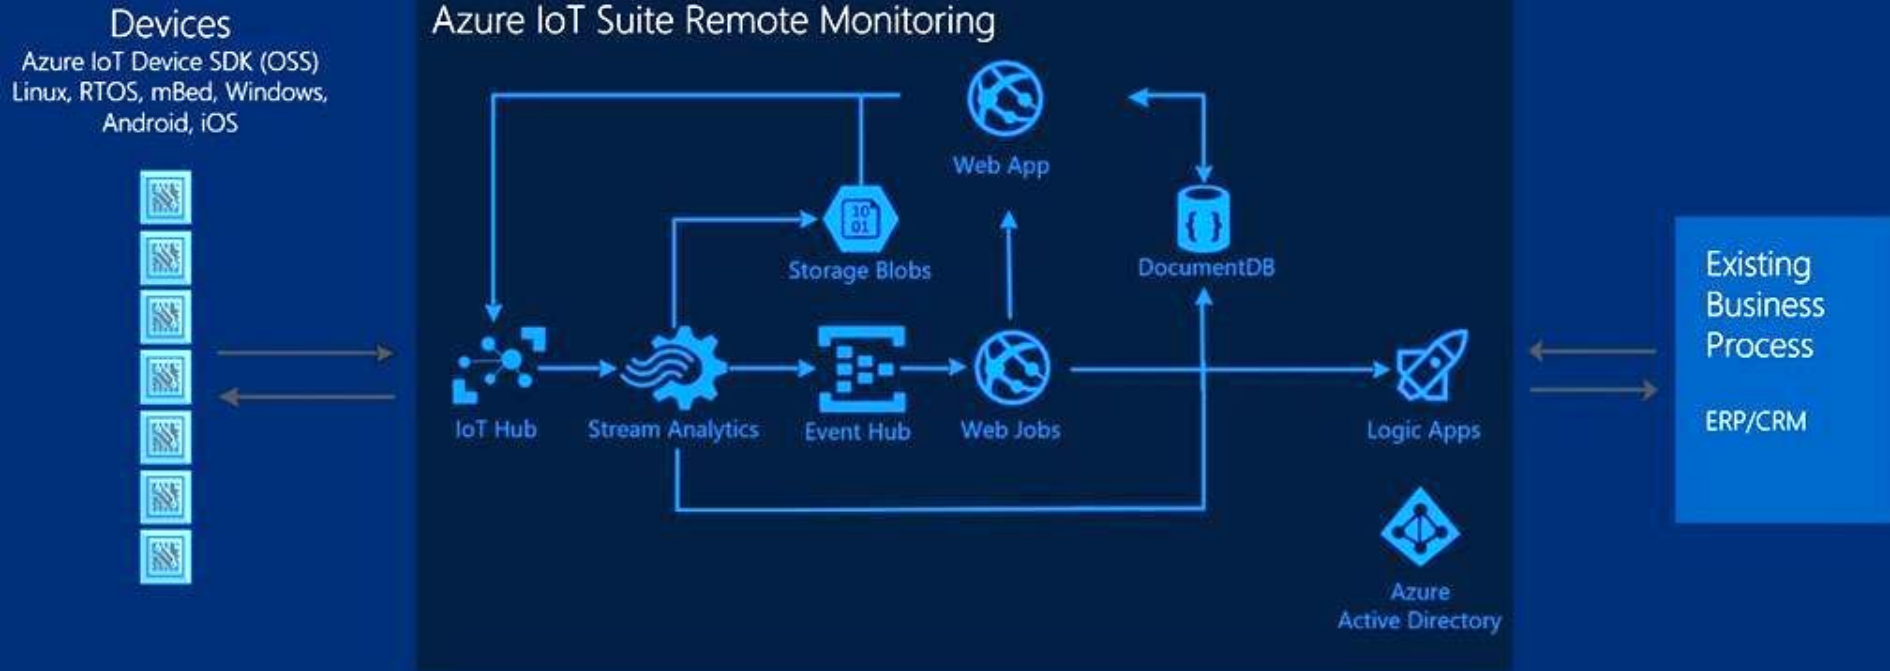 Devices
Azure IoT Device SDK (OSS)
Linux, RTOS, mBed, Windows,
Android, iOS
Azure IoT Suite Remote Monitoring
Web App
10
01
Storage Blobs
{ }
DocumentDB
IoT Hub
Stream Analytics
Event Hub
Web Jobs
Logic Apps
Azure
Active Directory
Existing
Business
Process
ERP/CRM